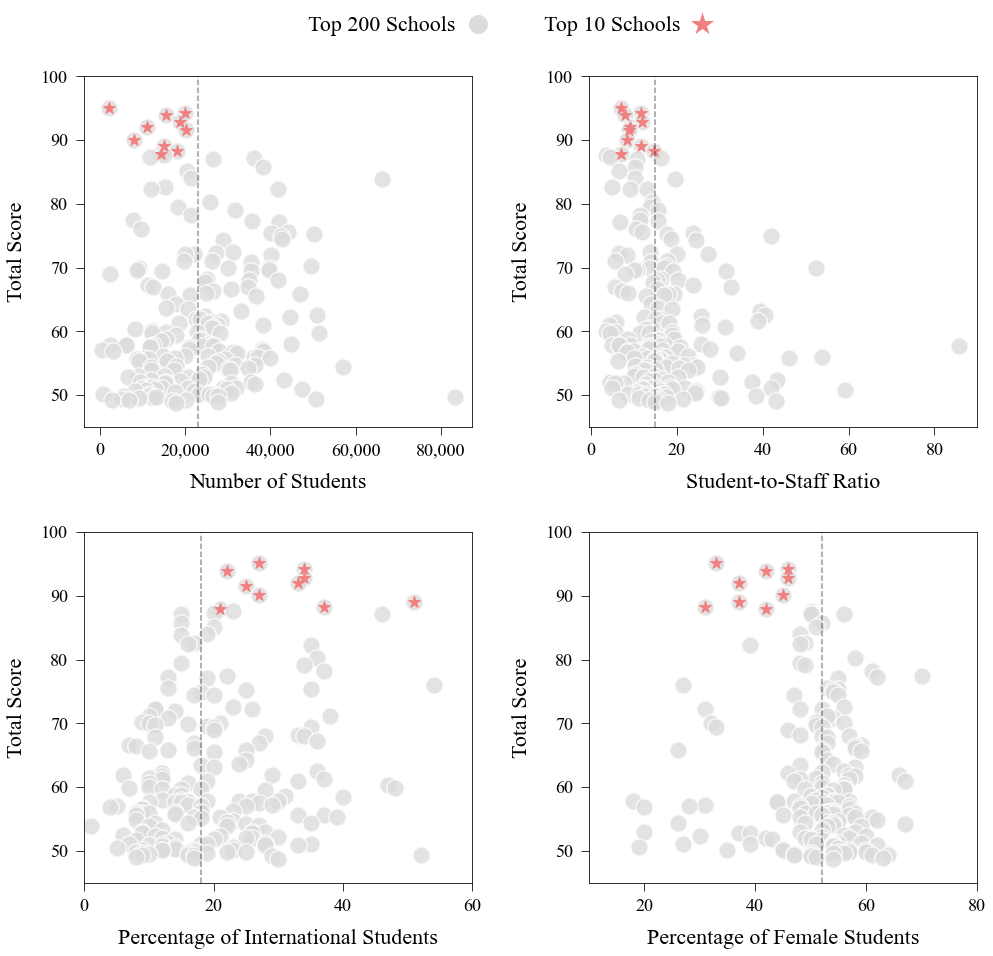 Top 200 Schools Top 10 Schools
100
90
80
70
60
50
Total Score
0 20,000 40,000 60,000 80,000
Number of Students
100
90
80
70
60
50
Total Score
0 20 40 60 80
Student-to-Staff Ratio
100
90
80
70
60
50
Total Score
0 20 40 60
Percentage of International Students
100
90
80
70
60
50
Total Score
20 40 60 80
Percentage of Female Students